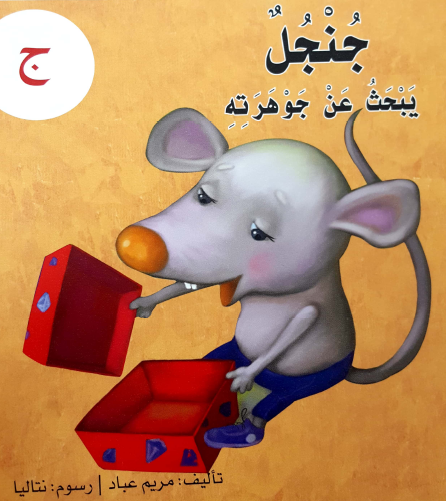 ج
جُنْجُلٌ
يَبْحَثُ عَنْ جَوْهَرَتِهِ
تأليف: مريم عباد | رسوم: نتاليا